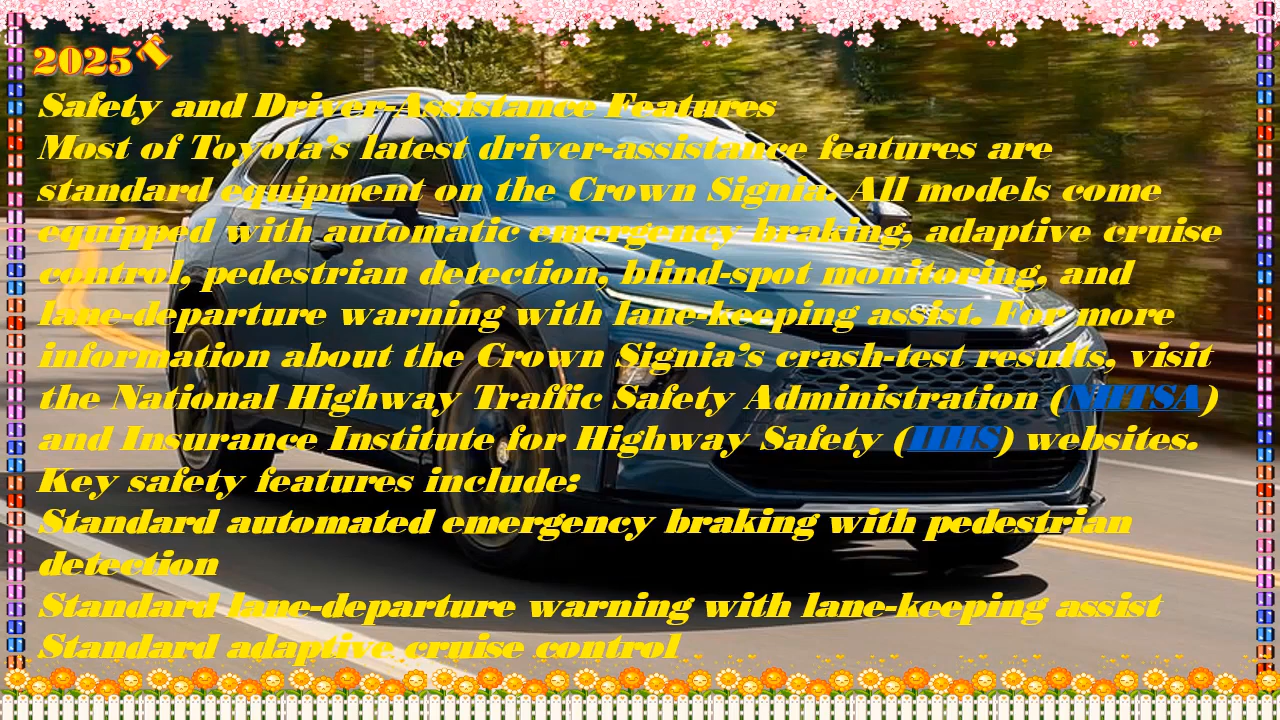 2025 T
Safety and Driver-Assistance Features
Most of Toyota’s latest driver-assistance features are
standard equipment on the Crown Signia. All models come
equipped with automatic emergency braking, adaptive cruise
control, pedestrian detection, blind-spot monitoring, and
lane-departure warning with lane-keeping assist. For more
information about the Crown Signia’s crash-test results, visit
the National Highway Traffic Safety Administration (NHTSA)
and Insurance Institute for Highway Safety (IIHS) websites.
Key safety features include:
Standard automated emergency braking with pedestrian
detection
Standard lane-departure warning with lane-keeping assist
Standard adaptive cruise control